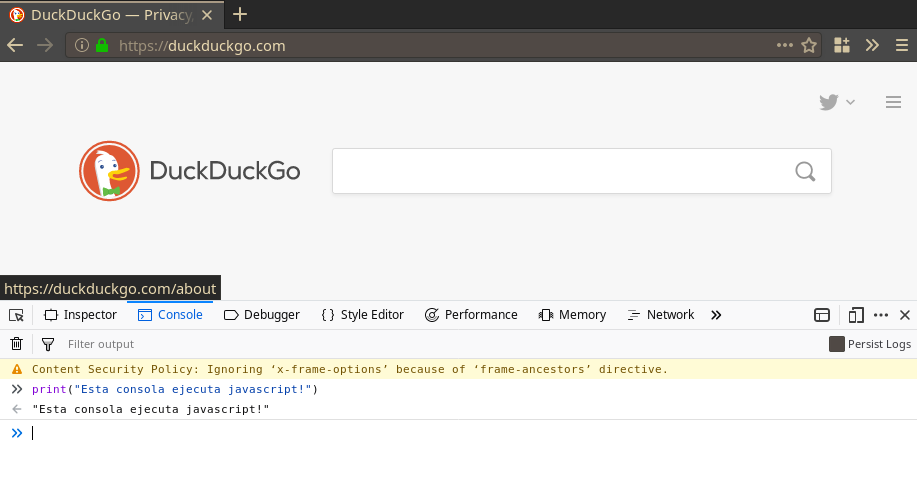 DuckDuckGo — Privacy,
https://duckduckgo.com
DuckDuckGo
https://duckduckgo.com/about
Inspector Console Debugger { } Style Editor Performance Memory Network
Filter output Persist Logs
Content Security Policy: Ignoring ‘x-frame-options’ because of ‘frame-ancestors’ directive.
print("Esta consola ejecuta javascript!")
"Esta consola ejecuta javascript!"